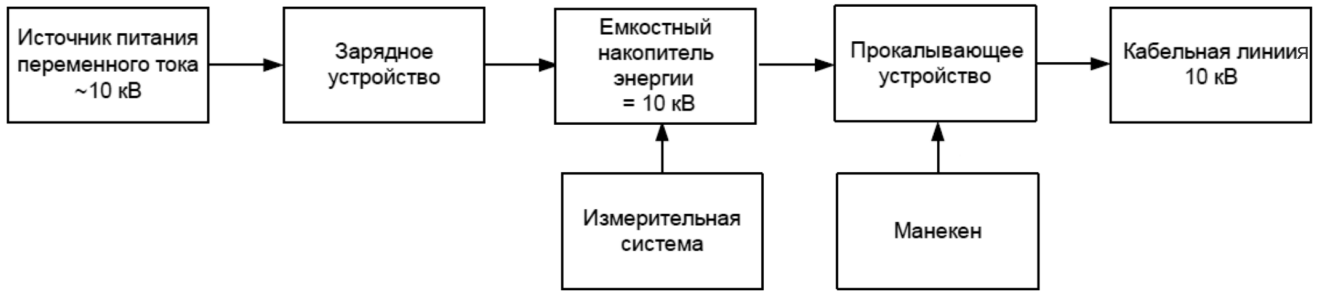 Источник питания
переменного тока
~10 кВ
Зарядное
устройство
Емкостный
накопитель
энергии
= 10 кВ
Прокалывающее
устройство
Кабельная линиия
10 кВ
Измерительная
система
Манекен